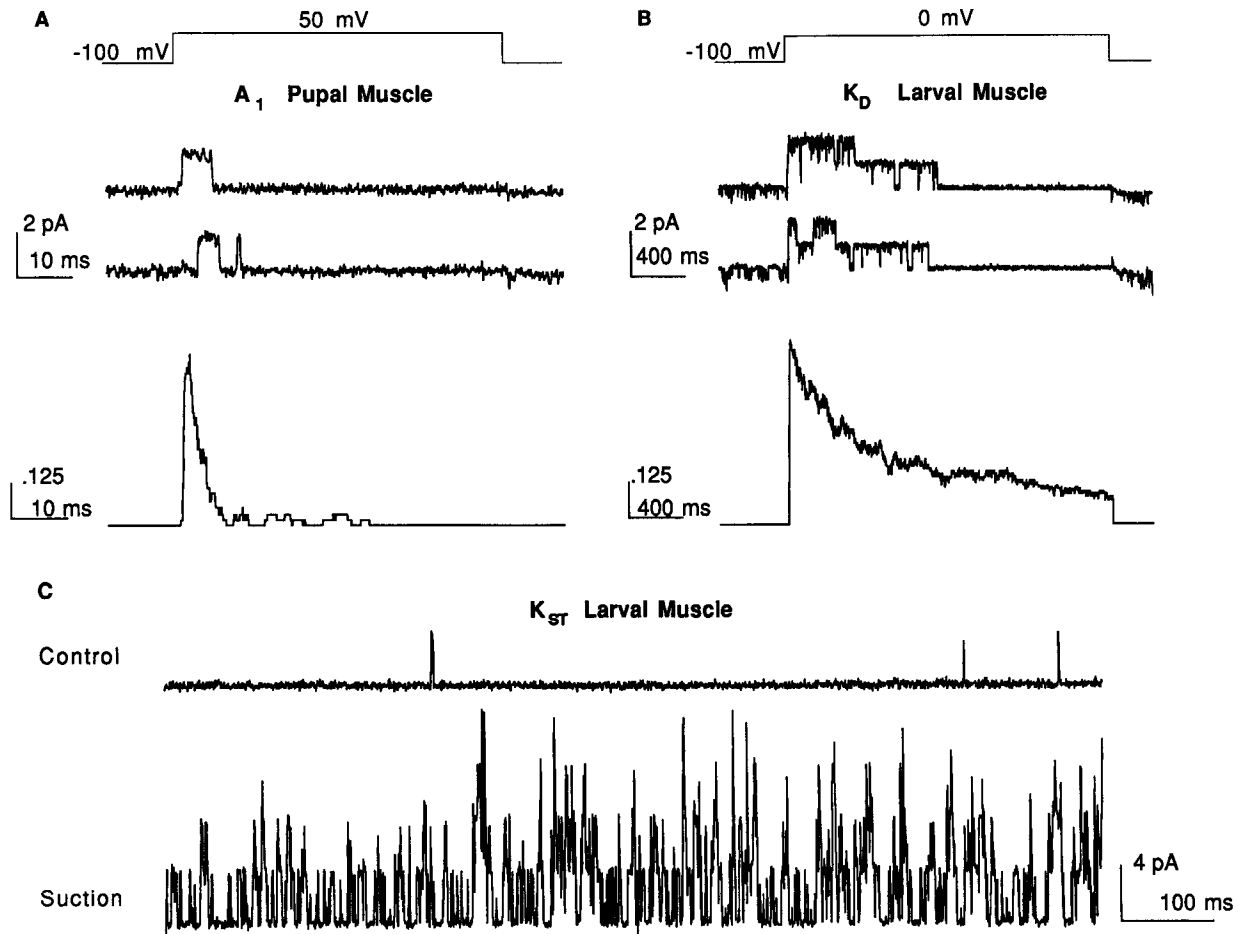 A
50 mV
-100 mV
A1 Pupal Muscle
2 pA
10 ms
.125
10 ms
B
0 mV
-100 mV
KD Larval Muscle
2 pA
400 ms
.125
400 ms
C
KST Larval Muscle
Control
Suction
4 pA
100 ms